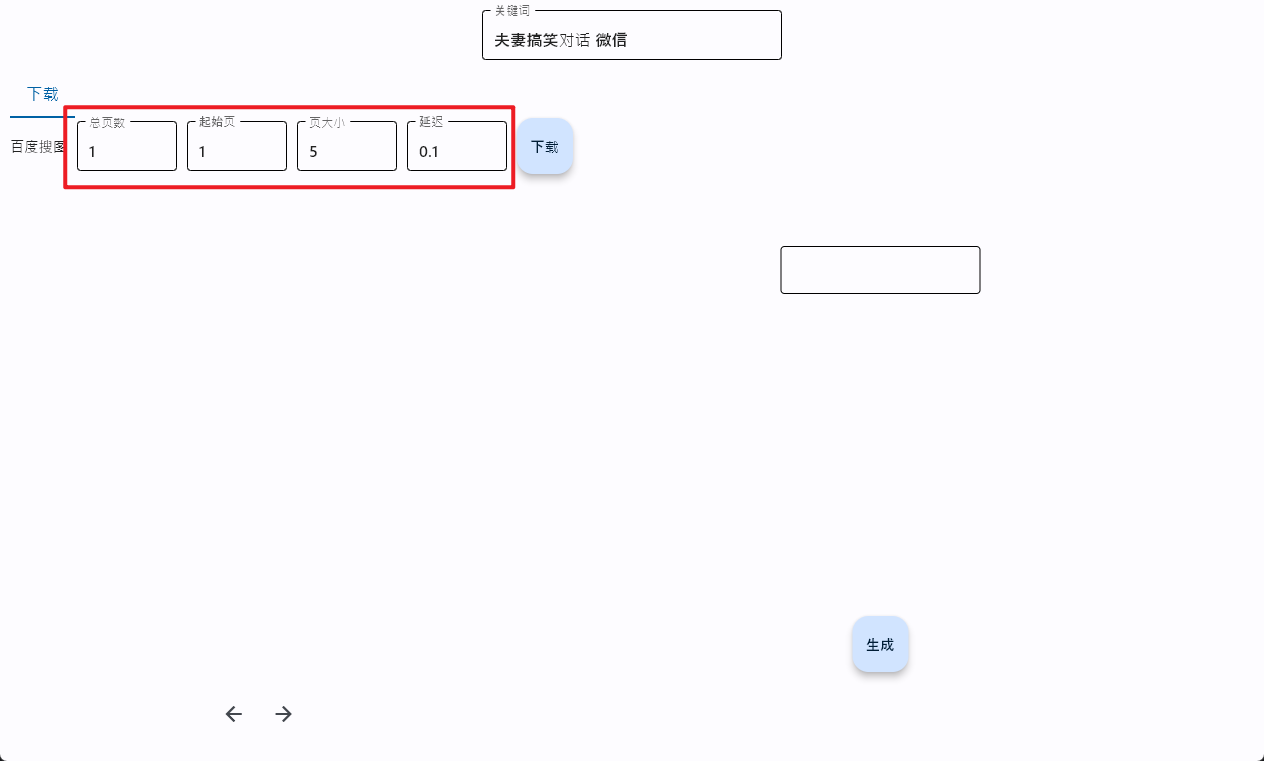 关键词
夫妻搞笑对话 微信
下载
总页数 起始页 页大小 延迟
百度搜图 1 1 5 0.1 下载
生成